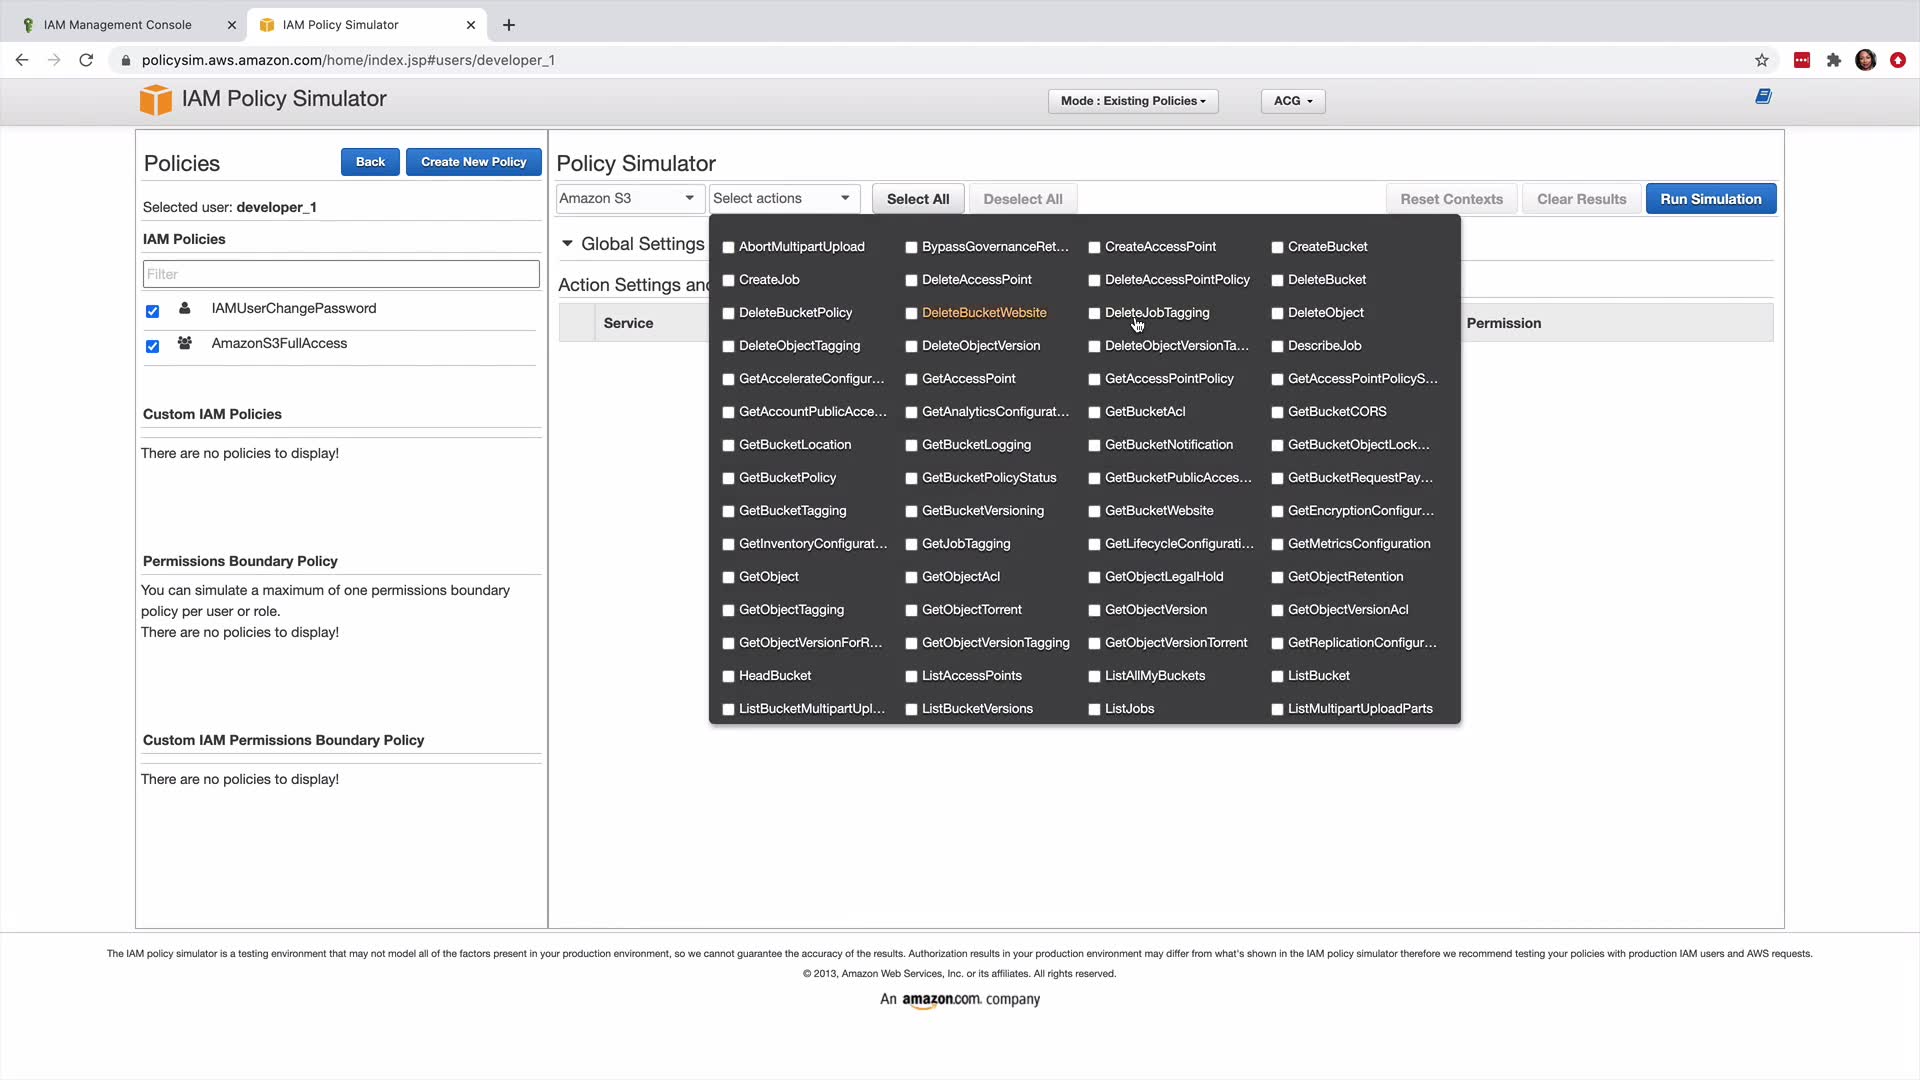 IAM Management Console
IAM Policy Simulator
policysim.aws.amazon.com/home/index.jsp#users/developer_1
IAM Policy Simulator
Mode : Existing Policies
ACG
Policies
Back
Create New Policy
Selected user: developer_1
IAM Policies
Filter
IAMUserChangePassword
AmazonS3FullAccess
Custom IAM Policies
There are no policies to display!
Permissions Boundary Policy
You can simulate a maximum of one permissions boundary
policy per user or role.
There are no policies to display!
Custom IAM Permissions Boundary Policy
There are no policies to display!
Policy Simulator
Amazon S3
Select actions
Select All
Deselect All
Reset Contexts
Clear Results
Run Simulation
Global Settings
Action Settings and
Service
Permission
AbortMultipartUpload BypassGovernanceRet... CreateAccessPoint CreateBucket
CreateJob DeleteAccessPoint DeleteAccessPointPolicy DeleteBucket
DeleteBucketPolicy DeleteBucketWebsite DeleteJobTagging DeleteObject
DeleteObjectTagging DeleteObjectVersion DeleteObjectVersionTa... DescribeJob
GetAccelerateConfigur... GetAccessPoint GetAccessPointPolicy GetAccessPointPolicyS...
GetAccountPublicAcce... GetAnalyticsConfigurat... GetBucketAcl GetBucketCORS
GetBucketLocation GetBucketLogging GetBucketNotification GetBucketObjectLock...
GetBucketPolicy GetBucketPolicyStatus GetBucketPublicAcces... GetBucketRequestPay...
GetBucketTagging GetBucketVersioning GetBucketWebsite GetEncryptionConfigur...
GetInventoryConfigurat... GetJobTagging GetLifecycleConfigurati... GetMetricsConfiguration
GetObject GetObjectAcl GetObjectLegalHold GetObjectRetention
GetObjectTagging GetObjectTorrent GetObjectVersion GetObjectVersionAcl
GetObjectVersionForR... GetObjectVersionTagging GetObjectVersionTorrent GetReplicationConfigur...
HeadBucket ListAccessPoints ListAllMyBuckets ListBucket
ListBucketMultipartUpl... ListBucketVersions ListJobs ListMultipartUploadParts
The IAM policy simulator is a testing environment that may not model all of the factors present in your production environment, so we cannot guarantee the accuracy of the results. Authorization results in your production environment may differ from what's shown in the IAM policy simulator therefore we recommend testing your policies with production IAM users and AWS requests.
© 2013, Amazon Web Services, Inc. or its affiliates. All rights reserved.
An amazon.com company